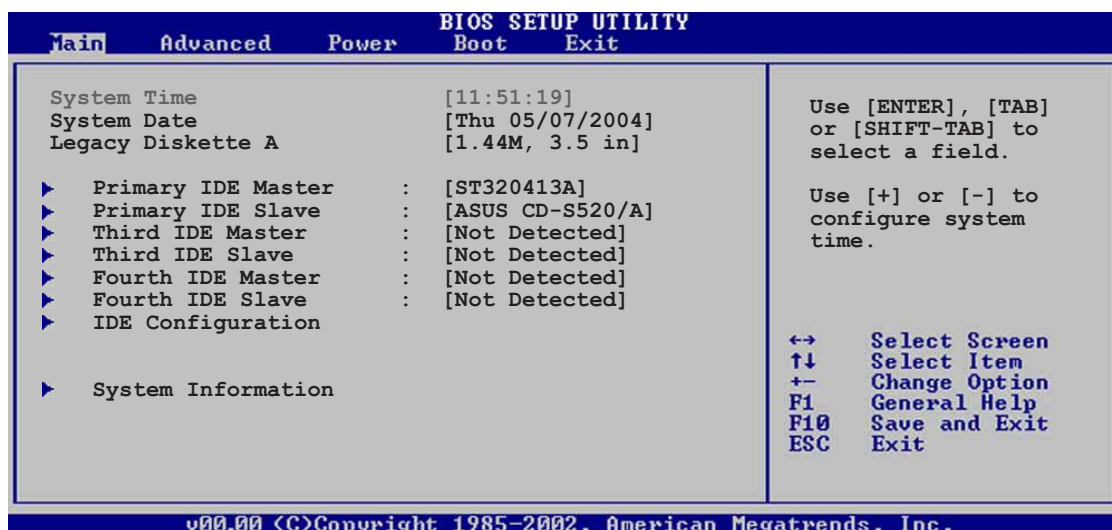 BIOS SETUP UTILITY
Main Advanced Power Boot Exit
System Time [11:51:19]
System Date [Thu 05/07/2004]
Legacy Diskette A [1.44M, 3.5 in]
Primary IDE Master : [ST320413A]
Primary IDE Slave : [ASUS CD-S520/A]
Third IDE Master : [Not Detected]
Third IDE Slave : [Not Detected]
Fourth IDE Master : [Not Detected]
Fourth IDE Slave : [Not Detected]
IDE Configuration
System Information
Use [ENTER], [TAB]
or [SHIFT-TAB] to
select a field.
Use [+] or [-] to
configure system
time.
←→ Select Screen
↑↓ Select Item
+- Change Option
F1 General Help
F10 Save and Exit
ESC Exit
v00.00 (C)Copyright 1985-2002, American Megatrends, Inc.